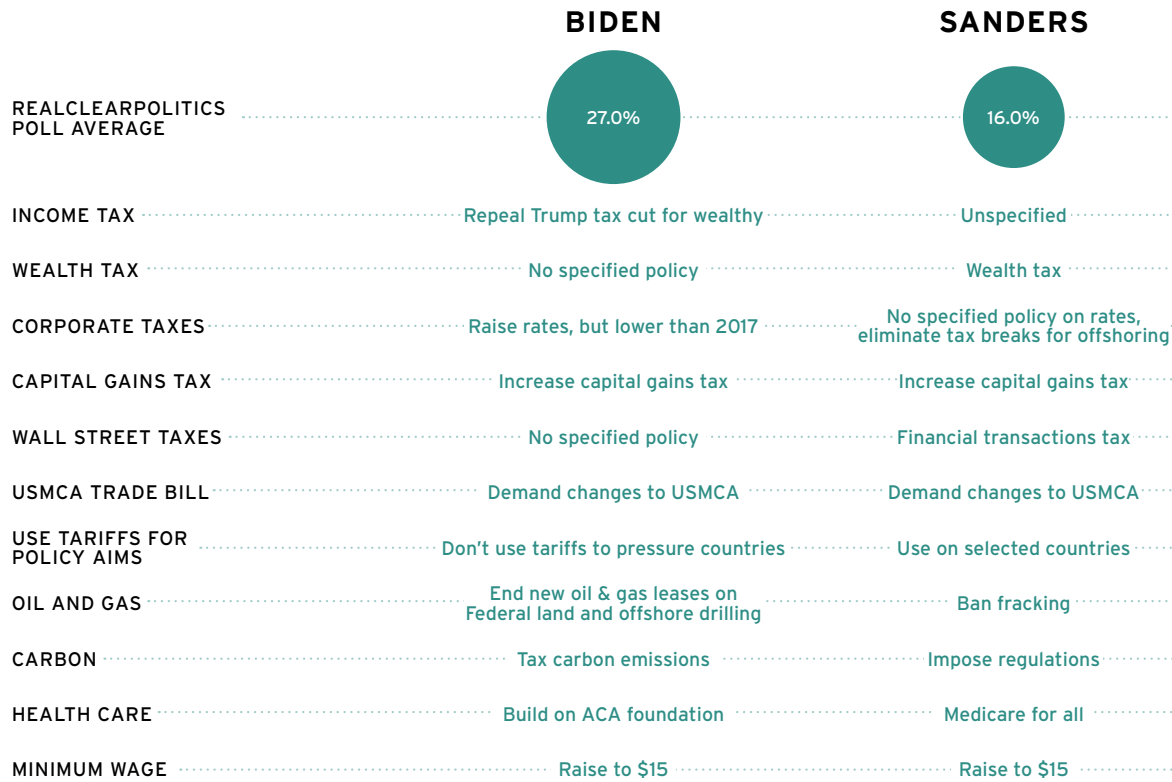 BIDEN SANDERS
REALCLEARPOLITICS
POLL AVERAGE
27.0% 16.0%
INCOME TAX Repeal Trump tax cut for wealthy Unspecified
WEALTH TAX No specified policy Wealth tax
CORPORATE TAXES Raise rates, but lower than 2017 No specified policy on rates,
eliminate tax breaks for offshoring
CAPITAL GAINS TAX Increase capital gains tax Increase capital gains tax
WALL STREET TAXES No specified policy Financial transactions tax
USMCA TRADE BILL Demand changes to USMCA Demand changes to USMCA
USE TARIFFS FOR
POLICY AIMS Don’t use tariffs to pressure countries Use on selected countries
OIL AND GAS End new oil & gas leases on
Federal land and offshore drilling Ban fracking
CARBON Tax carbon emissions Impose regulations
HEALTH CARE Build on ACA foundation Medicare for all
MINIMUM WAGE Raise to $15 Raise to $15